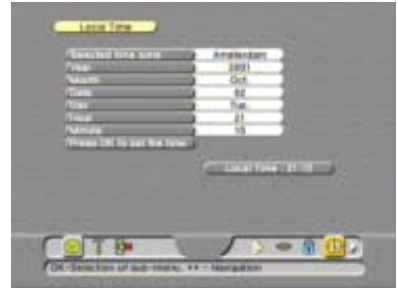 Local Time
Selected time zone Amsterdam
Year 2001
Month Oct.
Date 02
Day Tue.
Hour 21
Minute 15
Press OK to set the time
Local Time : 21:15
OK-Selection of sub-menu, ++ - Navigation